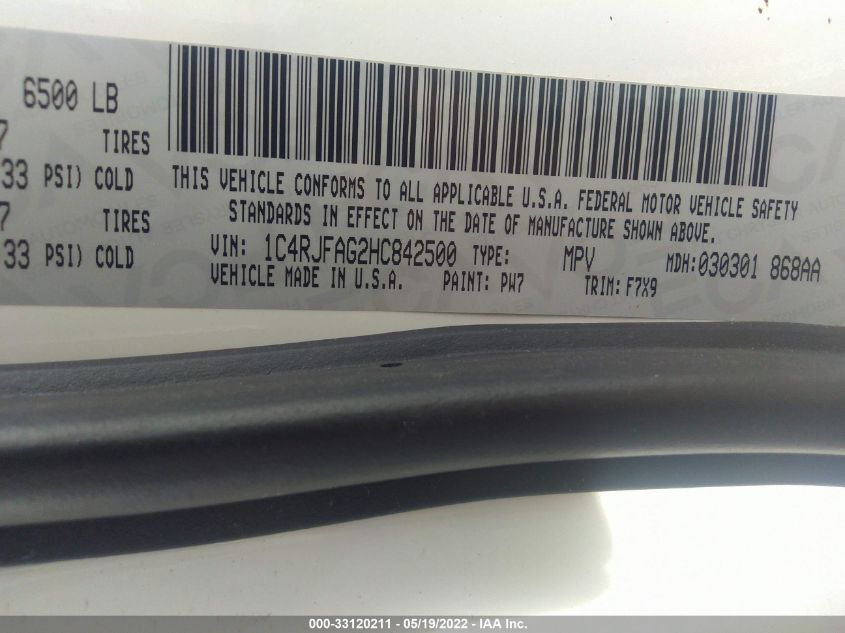 6500 LB
7 TIRES
33 PSI) COLD
7 TIRES
33 PSI) COLD
THIS VEHICLE CONFORMS TO ALL APPLICABLE U.S.A. FEDERAL MOTOR VEHICLE SAFETY
STANDARDS IN EFFECT ON THE DATE OF MANUFACTURE SHOWN ABOVE.
VIN: 1C4RJFAG2HC842500 TYPE: MPV MDH:030301 868AA
VEHICLE MADE IN U.S.A. PAINT: PW7 TRIM:F7X9
000-33120211 - 05/19/2022 - IAA Inc.